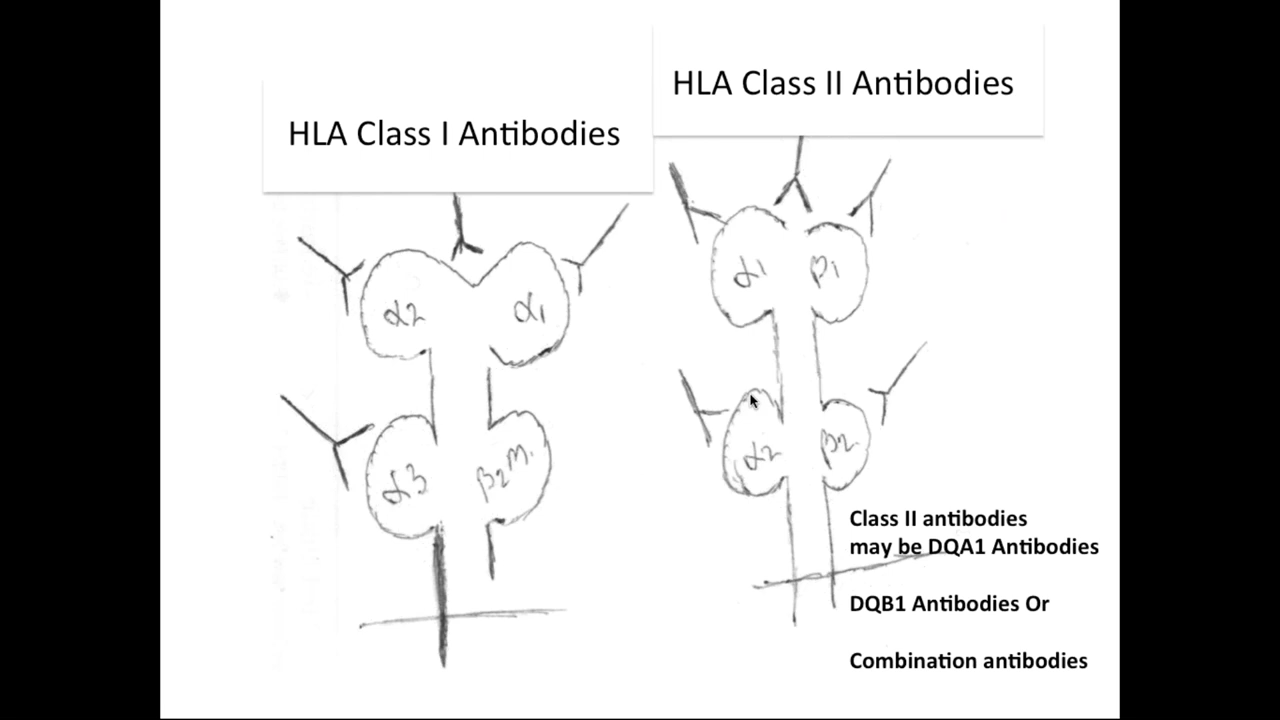 HLA Class I Antibodies
HLA Class II Antibodies
α2
α1
α3
β2m.
α1
β1
α2
β2
Class II antibodies
may be DQA1 Antibodies
DQB1 Antibodies Or
Combination antibodies